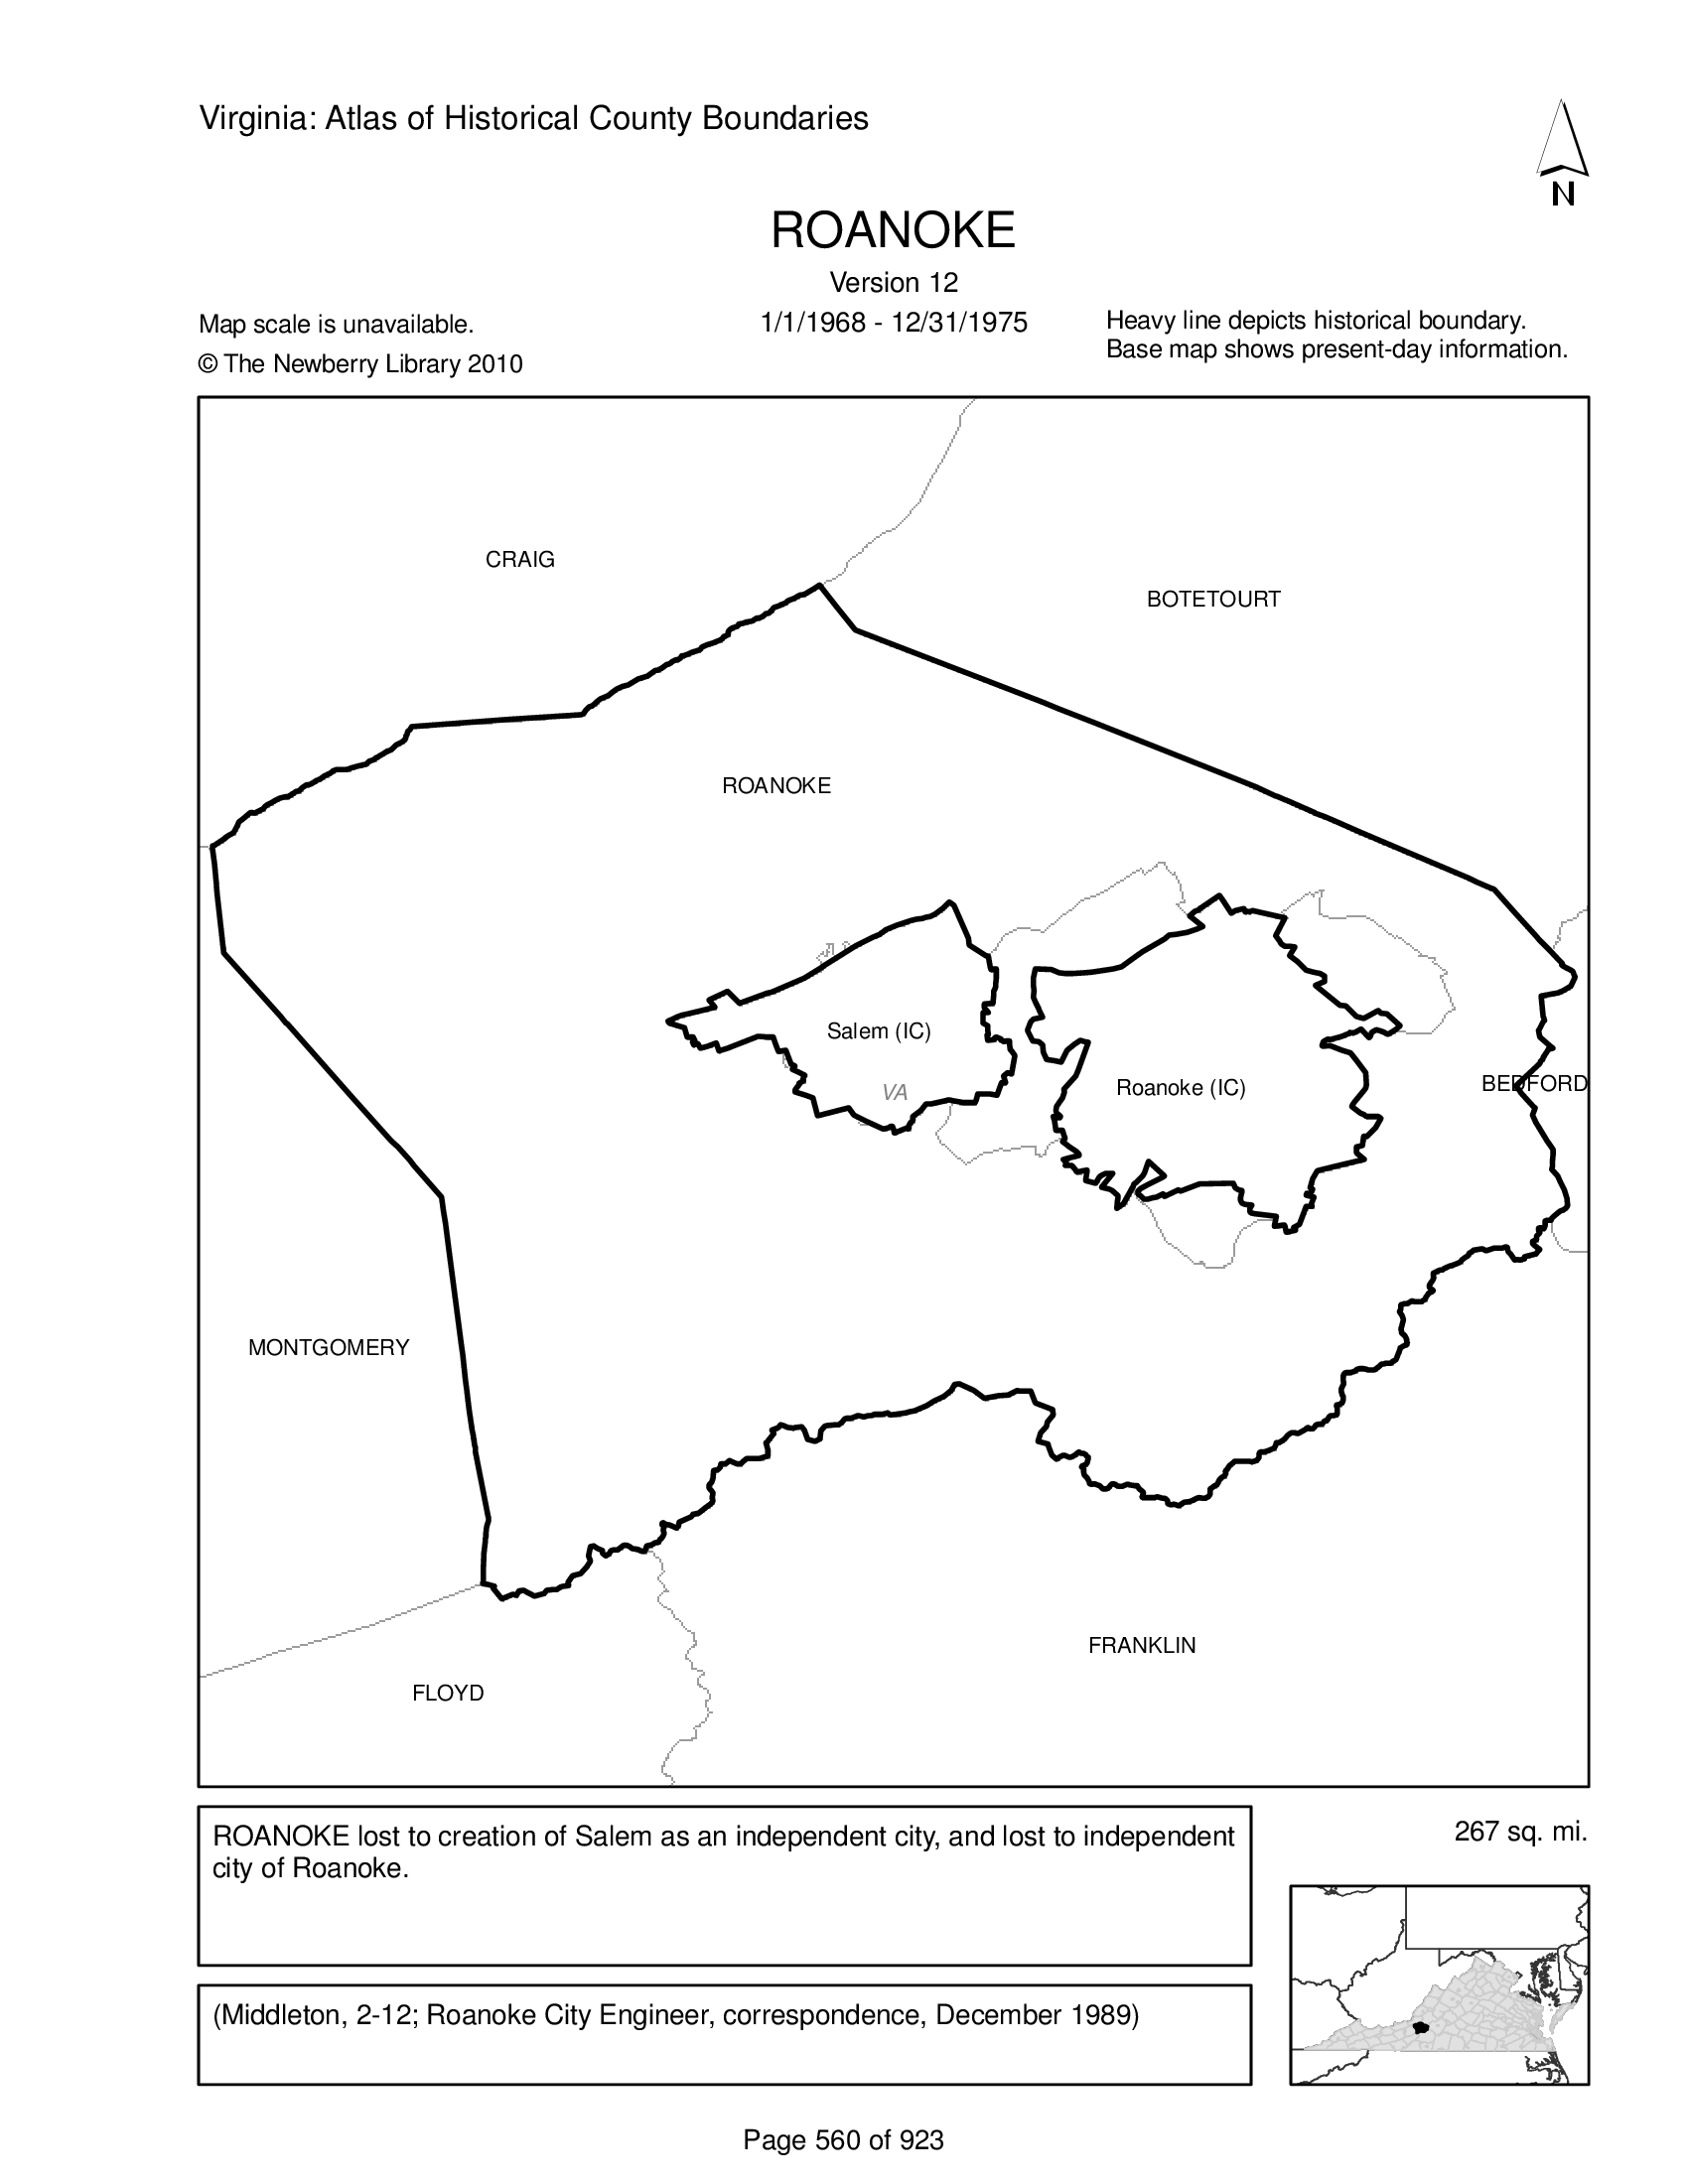 Virginia: Atlas of Historical County Boundaries
N
ROANOKE
Version 12
1/1/1968 - 12/31/1975
Map scale is unavailable.
© The Newberry Library 2010
Heavy line depicts historical boundary.
Base map shows present-day information.
CRAIG
BOTETOURT
ROANOKE
Salem (IC)
VA
Roanoke (IC)
BEDFORD
MONTGOMERY
FRANKLIN
FLOYD
ROANOKE lost to creation of Salem as an independent city, and lost to independent
city of Roanoke.
267 sq. mi.
(Middleton, 2-12; Roanoke City Engineer, correspondence, December 1989)
Page 560 of 923